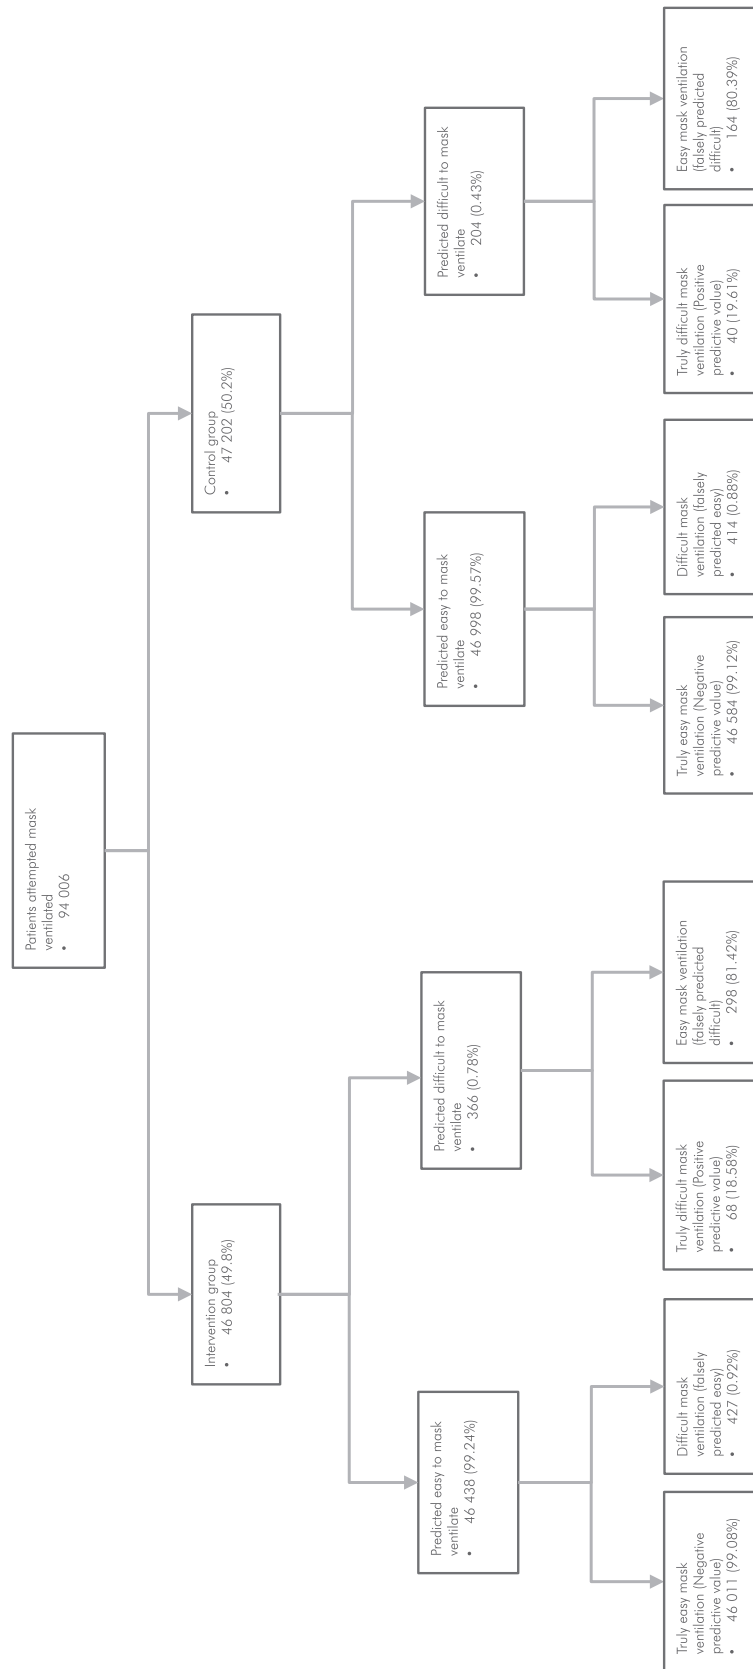 Patients attempted mask
ventilated
• 94 006
Intervention group
• 46 804 (49.8%)
Control group
• 47 202 (50.2%)
Predicted easy to mask
ventilate
• 46 438 (99.24%)
Predicted difficult to mask
ventilate
• 366 (0.78%)
Predicted easy to mask
ventilate
• 46 998 (99.57%)
Predicted difficult to mask
ventilate
• 204 (0.43%)
Truly easy mask
ventilation (Negative
predictive value)
• 46 011 (99.08%)
Difficult mask
ventilation (falsely
predicted easy)
• 427 (0.92%)
Truly difficult mask
ventilation (Positive
predictive value)
• 68 (18.58%)
Easy mask ventilation
(falsely predicted
difficult)
• 298 (81.42%)
Truly easy mask
ventilation (Negative
predictive value)
• 46 584 (99.12%)
Difficult mask
ventilation (falsely
predicted easy)
• 414 (0.88%)
Truly difficult mask
ventilation (Positive
predictive value)
• 40 (19.61%)
Easy mask ventilation
(falsely predicted
difficult)
• 164 (80.39%)